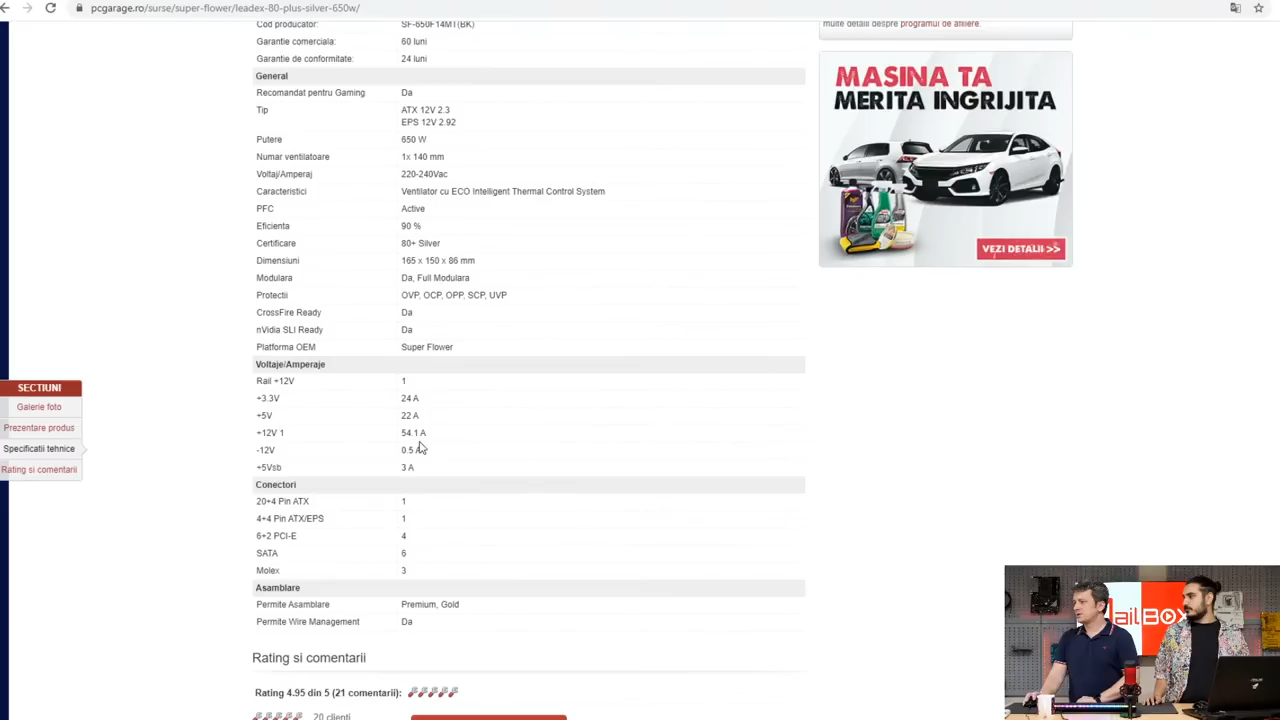 pcgarage.ro/surse/super-flower/leadex-80-plus-silver-650w/
Cod producator: SF-650F14MT(BK)
Garantie comerciala: 60 luni
Garantie de conformitate: 24 luni
General
Recomandat pentru Gaming Da
Tip ATX 12V 2.3
EPS 12V 2.92
Putere 650 W
Numar ventilatoare 1x 140 mm
Voltaj/Amperaj 220-240Vac
Caracteristici Ventilator cu ECO Intelligent Thermal Control System
PFC Active
Eficienta 90 %
Certificare 80+ Silver
Dimensiuni 165 x 150 x 86 mm
Modulara Da, Full Modulara
Protectii OVP, OCP, OPP, SCP, UVP
CrossFire Ready Da
nVidia SLI Ready Da
Platforma OEM Super Flower
Voltaje/Amperaje
Rail +12V 1
+3.3V 24 A
+5V 22 A
+12V 1 54.1 A
-12V 0.5 A
+5Vsb 3 A
Conectori
20+4 Pin ATX 1
4+4 Pin ATX/EPS 1
6+2 PCI-E 4
SATA 6
Molex 3
Asamblare
Permite Asamblare Premium, Gold
Permite Wire Management Da
Rating si comentarii
Rating 4.95 din 5 (21 comentarii):
20 clienti
SECTIUNI
Galerie foto
Prezentare produs
Specificatii tehnice
Rating si comentarii
multe detalii despre programul de afiliere.
MASINA TA
MERITA INGRIJITA
VEZI DETALII >>
ailBox